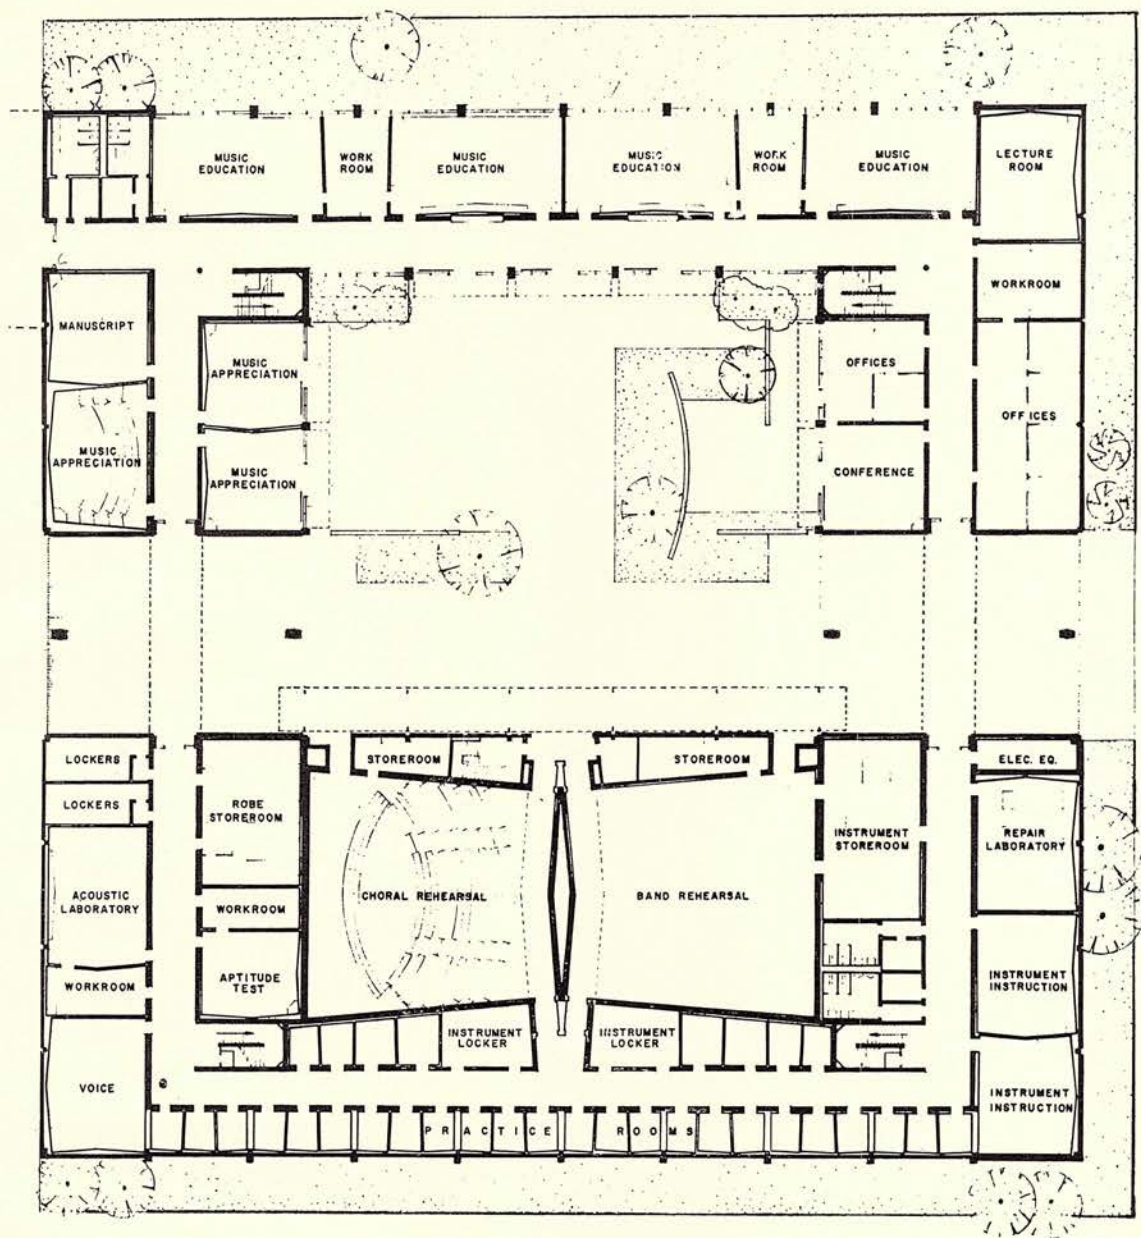 MUSIC
EDUCATION
WORK
ROOM
MUSIC
EDUCATION
MUSIC
EDUCATION
WORK
ROOM
MUSIC
EDUCATION
LECTURE
ROOM
WORKROOM
MANUSCRIPT
MUSIC
APPRECIATION
OFFICES
OFFICES
MUSIC
APPRECIATION
MUSIC
APPRECIATION
CONFERENCE
LOCKERS
STOREROOM
STOREROOM
ELEC. EQ.
LOCKERS
ROBE
STOREROOM
INSTRUMENT
STOREROOM
REPAIR
LABORATORY
ACOUSTIC
LABORATORY
WORKROOM
CHORAL REHEARSAL
BAND REHEARSAL
WORKROOM
APTITUDE
TEST
INSTRUMENT
INSTRUCTION
INSTRUMENT
LOCKER
INSTRUMENT
LOCKER
VOICE
INSTRUMENT
INSTRUCTION
PRACTICE ROOMS